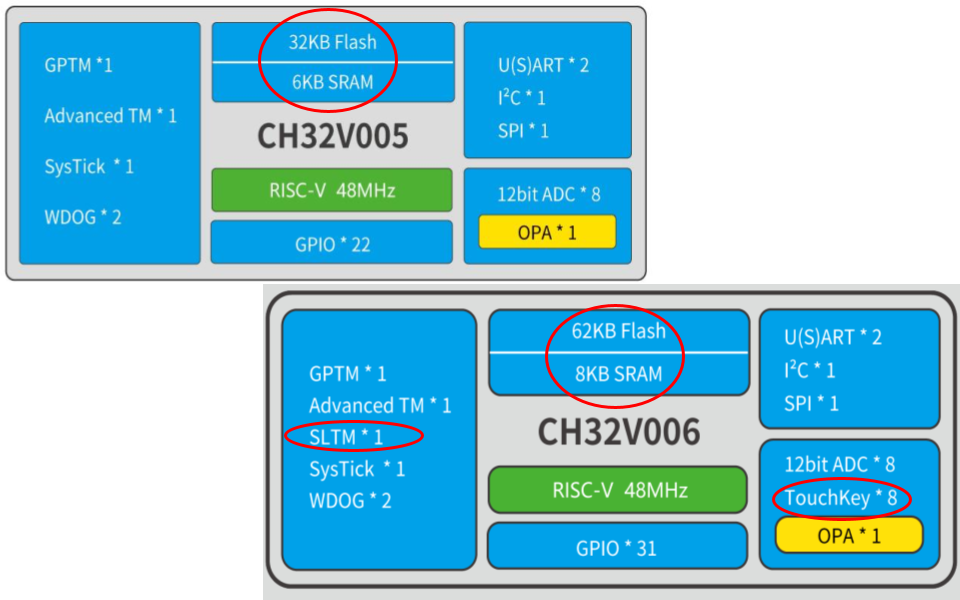 GPTM *1
Advanced TM * 1
SysTick * 1
WDOG * 2
32KB Flash
6KB SRAM
CH32V005
RISC-V 48MHz
GPIO * 22
U(S)ART * 2
I²C * 1
SPI * 1
12bit ADC * 8
OPA * 1
GPTM * 1
Advanced TM * 1
SLTM * 1
SysTick * 1
WDOG * 2
62KB Flash
8KB SRAM
CH32V006
RISC-V 48MHz
GPIO * 31
U(S)ART * 2
I²C * 1
SPI * 1
12bit ADC * 8
TouchKey * 8
OPA * 1